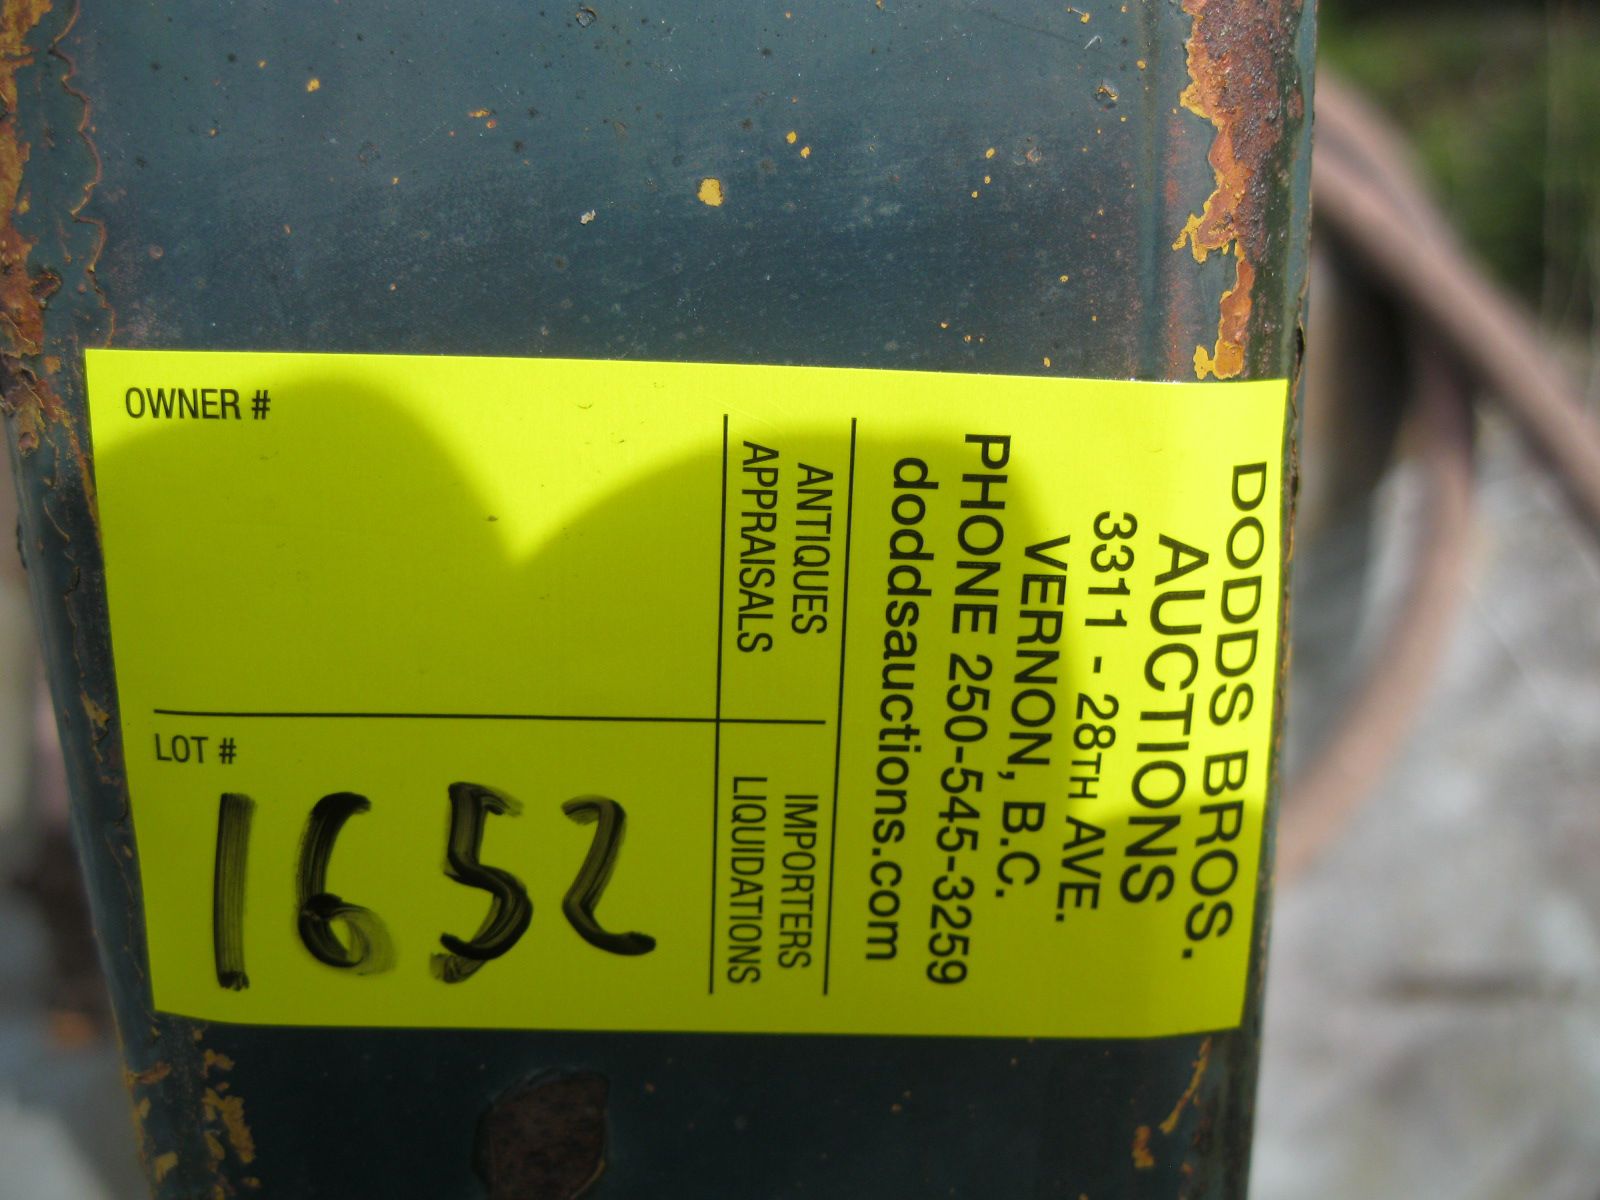 DODDS BROS.
AUCTIONS
3311 - 28TH AVE.
VERNON, B.C.
PHONE 250-545-3259
doddsauctions.com
ANTIQUES
APPRAISALS
IMPORTERS
LIQUIDATIONS
OWNER #
LOT #
1652